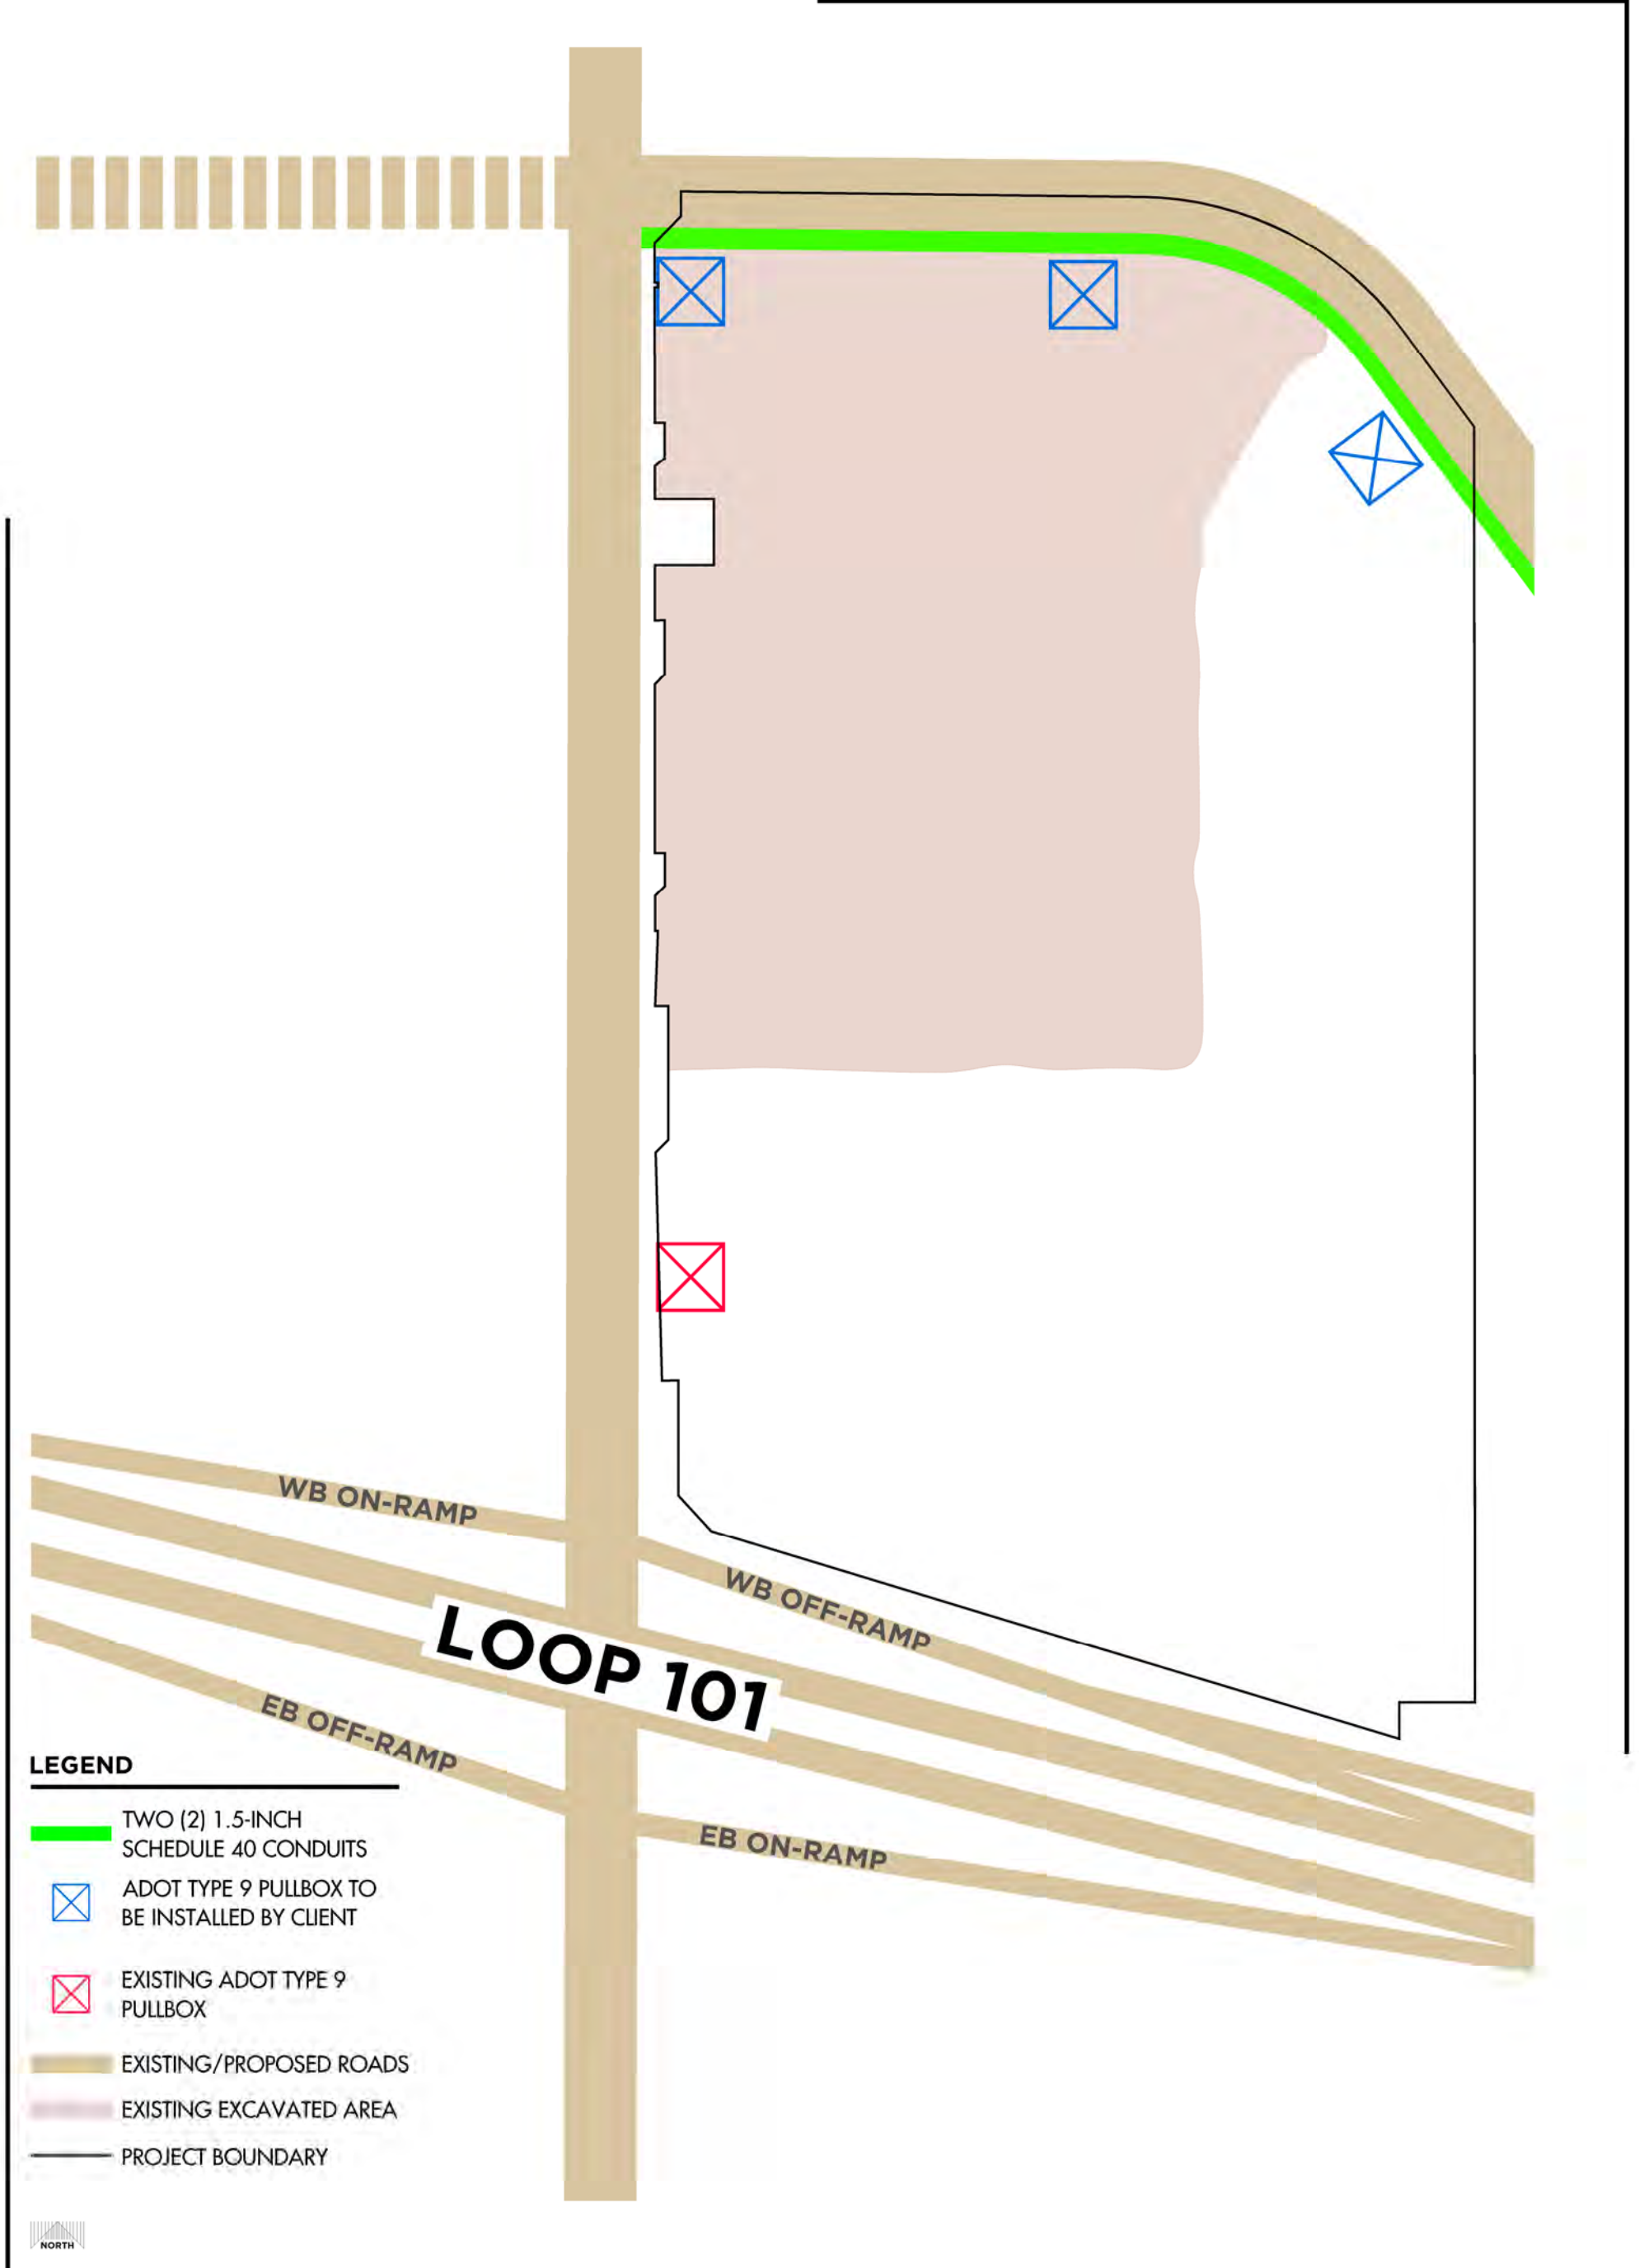 WB ON-RAMP
WB OFF-RAMP
LOOP 101
EB OFF-RAMP
EB ON-RAMP
LEGEND
TWO (2) 1.5-INCH
SCHEDULE 40 CONDUITS
ADOT TYPE 9 PULLBOX TO
BE INSTALLED BY CLIENT
EXISTING ADOT TYPE 9
PULLBOX
EXISTING/PROPOSED ROADS
EXISTING EXCAVATED AREA
PROJECT BOUNDARY
NORTH